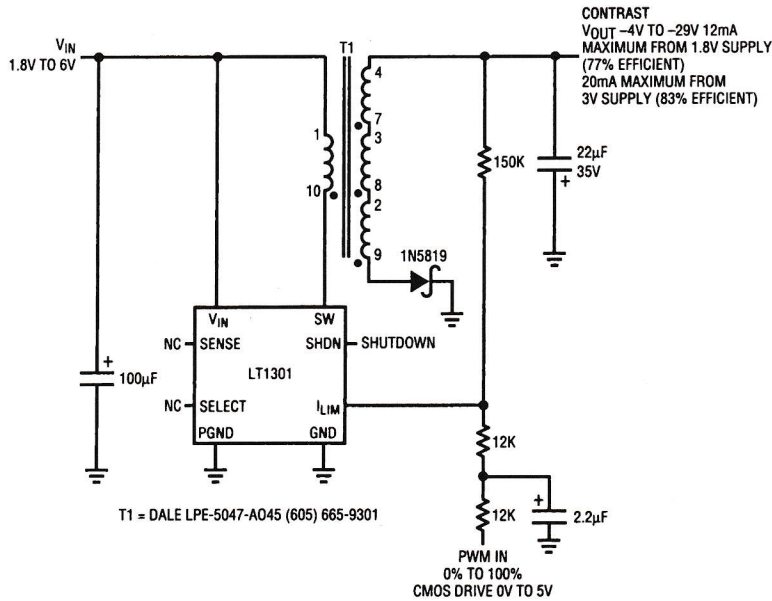 CONTRAST
VOUT –4V TO –29V 12mA
MAXIMUM FROM 1.8V SUPPLY
(77% EFFICIENT)
20mA MAXIMUM FROM
3V SUPPLY (83% EFFICIENT)
VIN
1.8V TO 6V
T1
4
7
3
8
2
9
1
10
150K
22µF
35V
+
1N5819
VIN
SW
NC
SENSE
SHDN
SHUTDOWN
LT1301
+
100µF
NC
SELECT
ILIM
PGND
GND
12K
+
12K
2.2µF
T1 = DALE LPE-5047-AO45 (605) 665-9301
PWM IN
0% TO 100%
CMOS DRIVE 0V TO 5V